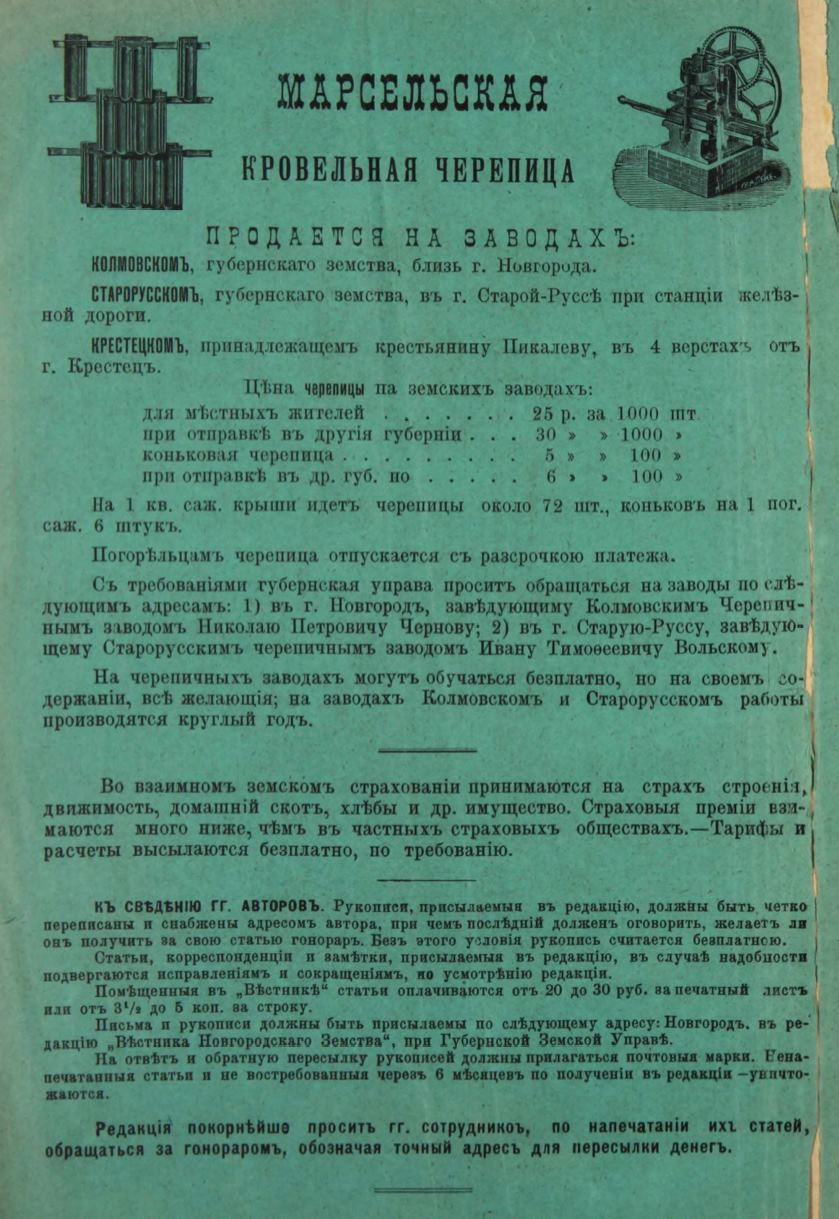 МАРСЕЛЬСКАЯ
КРОВЕЛЬНАЯ ЧЕРЕПИЦА
ПРОДАЕТСЯ НА ЗАВОДАХЪ:
КОЛМОВСКОМЪ, губернскаго земства, близь г. Новгорода.
СТАРОРУССКОМЪ, губернскаго земства, въ г. Старой-Руссѣ при станціи желѣз-
ной дороги.
КРЕСТЕЦКОМЪ, принадлежащемъ крестьянину Пикалеву, въ 4 верстахъ отъ
г. Крестецъ.
Цѣна черепицы на земскихъ заводахъ:
для мѣстныхъ жителей . . . . . . . 25 р. за 1000 шт.
при отправкѣ въ другія губерніи . . . 30 » » 1000 »
коньковая черепица . . . . . . . . . 5 » » 100 »
при отправкѣ въ др. губ. по . . . . . 6 » » 100 »
На 1 кв. саж. крыши идетъ черепицы около 72 шт., коньковъ на 1 пог.
саж. 6 штукъ.
Погорѣльцамъ черепица отпускается съ разсрочкою платежа.
Съ требованіями губернская управа проситъ обращаться на заводы по слѣ-
дующимъ адресамъ: 1) въ г. Новгородъ, завѣдующиму Колмовскимъ Черепич-
нымъ заводомъ Николаю Петровичу Чернову; 2) въ г. Старую-Руссу, завѣдую-
щему Старорусскимъ черепичнымъ заводомъ Ивану Тимоѳеевичу Вольскому.
На черепичныхъ заводахъ могутъ обучаться безплатно, но на своемъ со-
держаніи, всѣ желающія; на заводахъ Колмовскомъ и Старорусскомъ работы
производятся круглый годъ.
Во взаимномъ земскомъ страхованіи принимаются на страхъ строенія,
движимость, домашній скотъ, хлѣбы и др. имущество. Страховыя преміи взи-
маются много ниже, чѣмъ въ частныхъ страховыхъ обществахъ.—Тарифы и
расчеты высылаются безплатно, по требованію.
КЪ СВѢДѢНІЮ ГГ. АВТОРОВЪ. Рукописи, присылаемыя въ редакцію, должны быть четко
переписаны и снабжены адресомъ автора, при чемъ послѣдній долженъ оговорить, желаетъ ли
онъ получить за свою статью гонораръ. Безъ этого условія рукопись считается безплатною.
Статьи, корреспонденціи и замѣтки, присылаемыя въ редакцію, въ случаѣ надобности
подвергаются исправленіямъ и сокращеніямъ, по усмотрѣнію редакціи.
Помѣщенныя въ „Вѣстникѣ“ статьи оплачиваются отъ 20 до 30 руб. за печатный листъ
или отъ 3½ до 5 коп. за строку.
Письма и рукописи должны быть присылаемы по слѣдующему адресу: Новгородъ. въ ре-
дакцію „Вѣстника Новгородскаго Земства“, при Губернской Земской Управѣ.
На отвѣтъ и обратную пересылку рукописей должны прилагаться почтовыя марки. Нена-
печатанныя статьи и не востребованныя черезъ 6 мѣсяцевъ по полученіи въ редакціи —уничто-
жаются.
Редакція покорнѣйше проситъ гг. сотрудниковъ, по напечатаніи ихъ статей,
обращаться за гонораромъ, обозначая точный адресъ для пересылки денегъ.